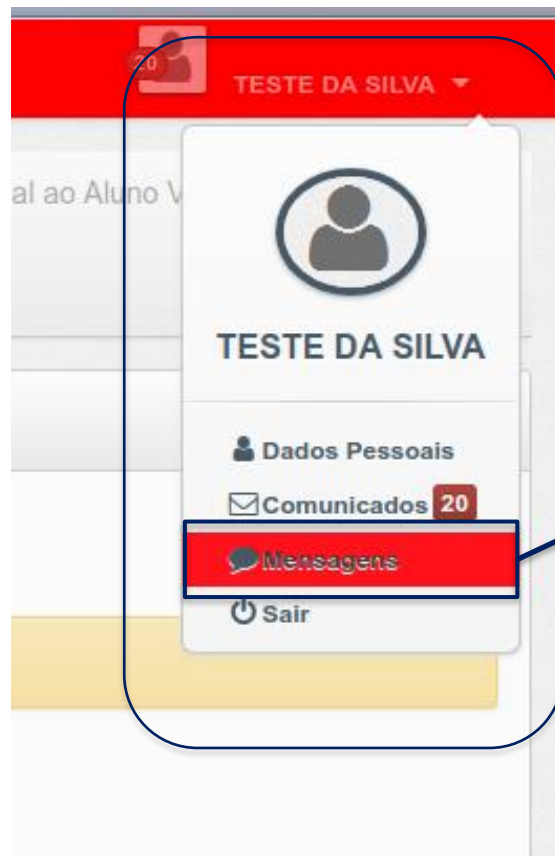 20
TESTE DA SILVA
al ao Aluno V
TESTE DA SILVA
Dados Pessoais
Comunicados 20
Mensagens
Sair